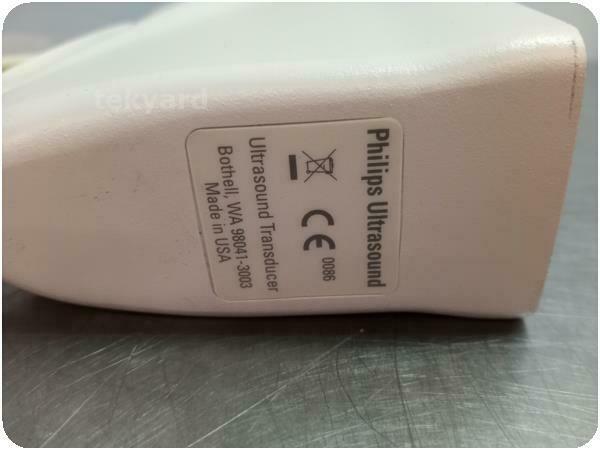 tekyard
Philips Ultrasound
CE 0086
Ultrasound Transducer
Bothell, WA 98041-3003
Made in USA